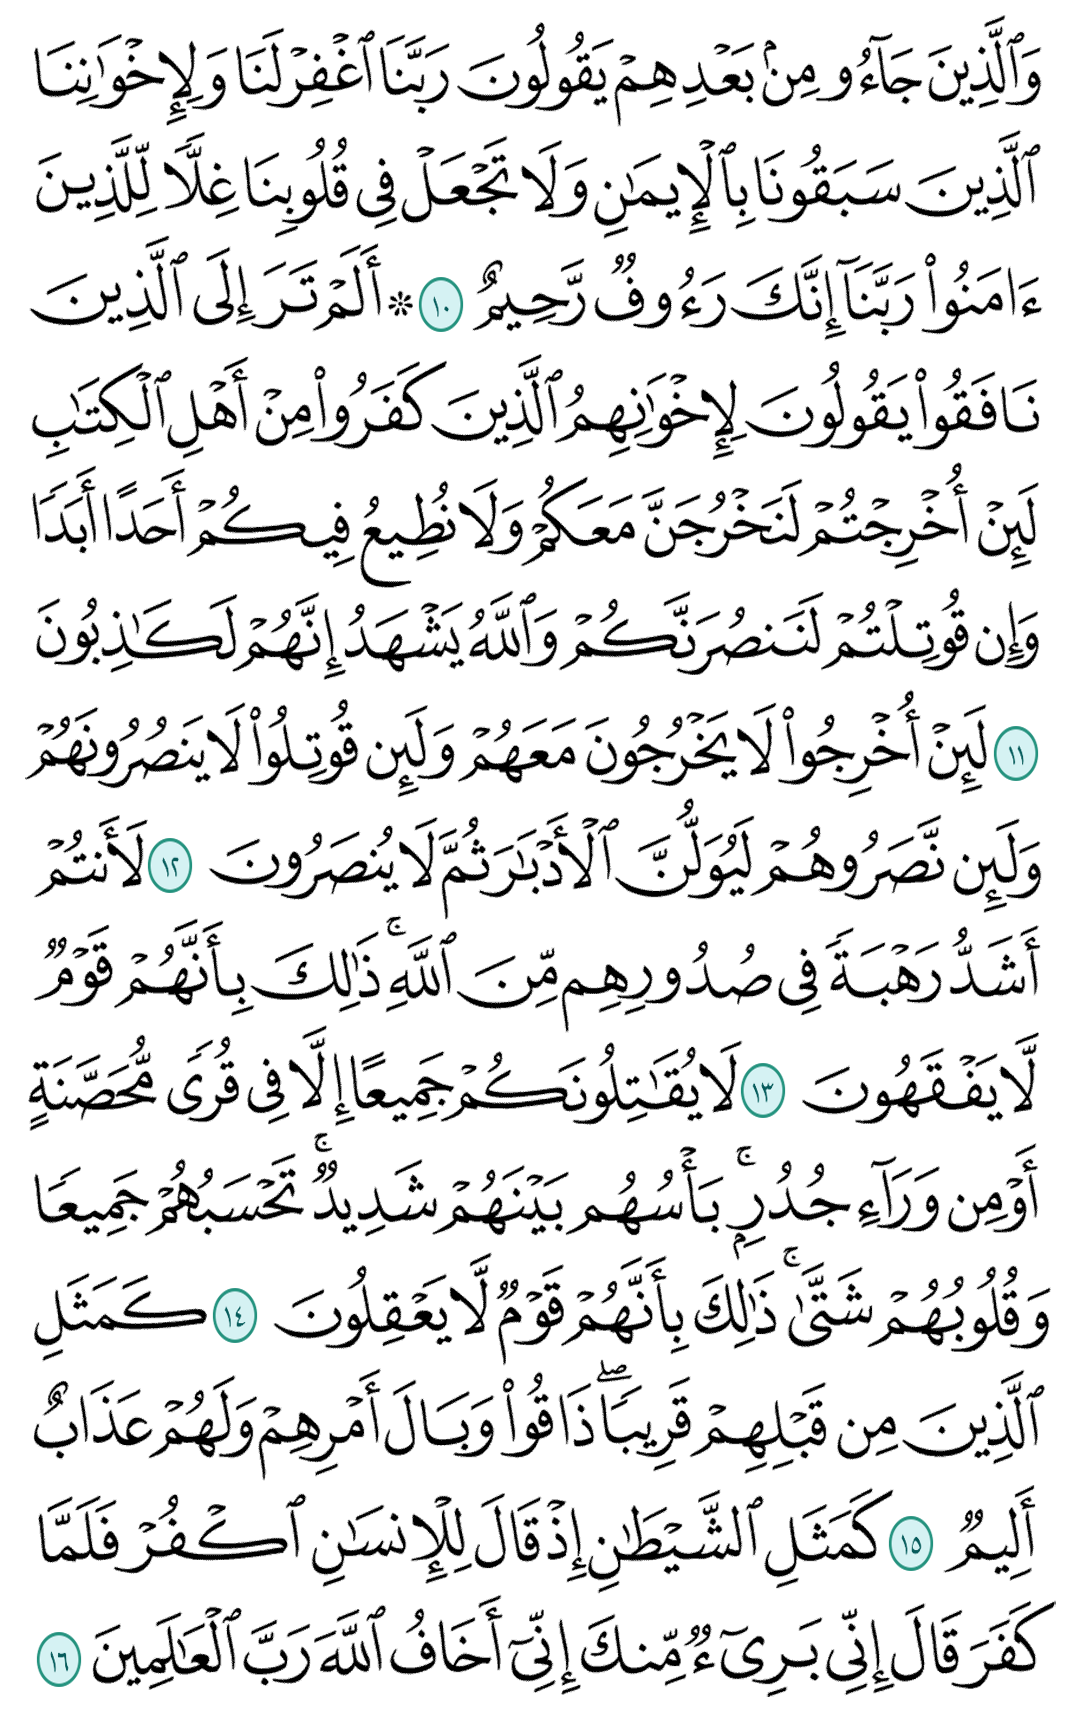 وَٱلَّذِينَ جَآءُو مِنۢ بَعْدِهِمْ يَقُولُونَ رَبَّنَا ٱغْفِرْ لَنَا وَلِإِخْوَٰنِنَا
ٱلَّذِينَ سَبَقُونَا بِٱلْإِيمَٰنِ وَلَا تَجْعَلْ فِى قُلُوبِنَا غِلًّا لِّلَّذِينَ
ءَامَنُوا۟ رَبَّنَآ إِنَّكَ رَءُوفٌ رَّحِيمٌ ١٠ ۞ أَلَمْ تَرَ إِلَى ٱلَّذِينَ
نَافَقُوا۟ يَقُولُونَ لِإِخْوَٰنِهِمُ ٱلَّذِينَ كَفَرُوا۟ مِنْ أَهْلِ ٱلْكِتَٰبِ
لَئِنْ أُخْرِجْتُمْ لَنَخْرُجَنَّ مَعَكُمْ وَلَا نُطِيعُ فِيكُمْ أَحَدًا أَبَدًا
وَإِن قُوتِلْتُمْ لَنَنصُرَنَّكُمْ وَٱللَّهُ يَشْهَدُ إِنَّهُمْ لَكَٰذِبُونَ
١١ لَئِنْ أُخْرِجُوا۟ لَا يَخْرُجُونَ مَعَهُمْ وَلَئِن قُوتِلُوا۟ لَا يَنصُرُونَهُمْ
وَلَئِن نَّصَرُوهُمْ لَيُوَلُّنَّ ٱلْأَدْبَٰرَ ثُمَّ لَا يُنصَرُونَ ١٢ لَأَنتُمْ
أَشَدُّ رَهْبَةً فِى صُدُورِهِم مِّنَ ٱللَّهِ ۚ ذَٰلِكَ بِأَنَّهُمْ قَوْمٌ
لَّا يَفْقَهُونَ ١٣ لَا يُقَٰتِلُونَكُمْ جَمِيعًا إِلَّا فِى قُرًى مُّحَصَّنَةٍ
أَوْ مِن وَرَآءِ جُدُرٍۭ ۚ بَأْسُهُم بَيْنَهُمْ شَدِيدٌ ۚ تَحْسَبُهُمْ جَمِيعًا
وَقُلُوبُهُمْ شَتَّىٰ ۚ ذَٰلِكَ بِأَنَّهُمْ قَوْمٌ لَّا يَعْقِلُونَ ١٤ كَمَثَلِ
ٱلَّذِينَ مِن قَبْلِهِمْ قَرِيبًا ۖ ذَاقُوا۟ وَبَالَ أَمْرِهِمْ وَلَهُمْ عَذَابٌ
أَلِيمٌ ١٥ كَمَثَلِ ٱلشَّيْطَٰنِ إِذْ قَالَ لِلْإِنسَٰنِ ٱكْفُرْ فَلَمَّا
كَفَرَ قَالَ إِنِّى بَرِىٓءٌ مِّنكَ إِنِّىٓ أَخَافُ ٱللَّهَ رَبَّ ٱلْعَٰلَمِينَ ١٦